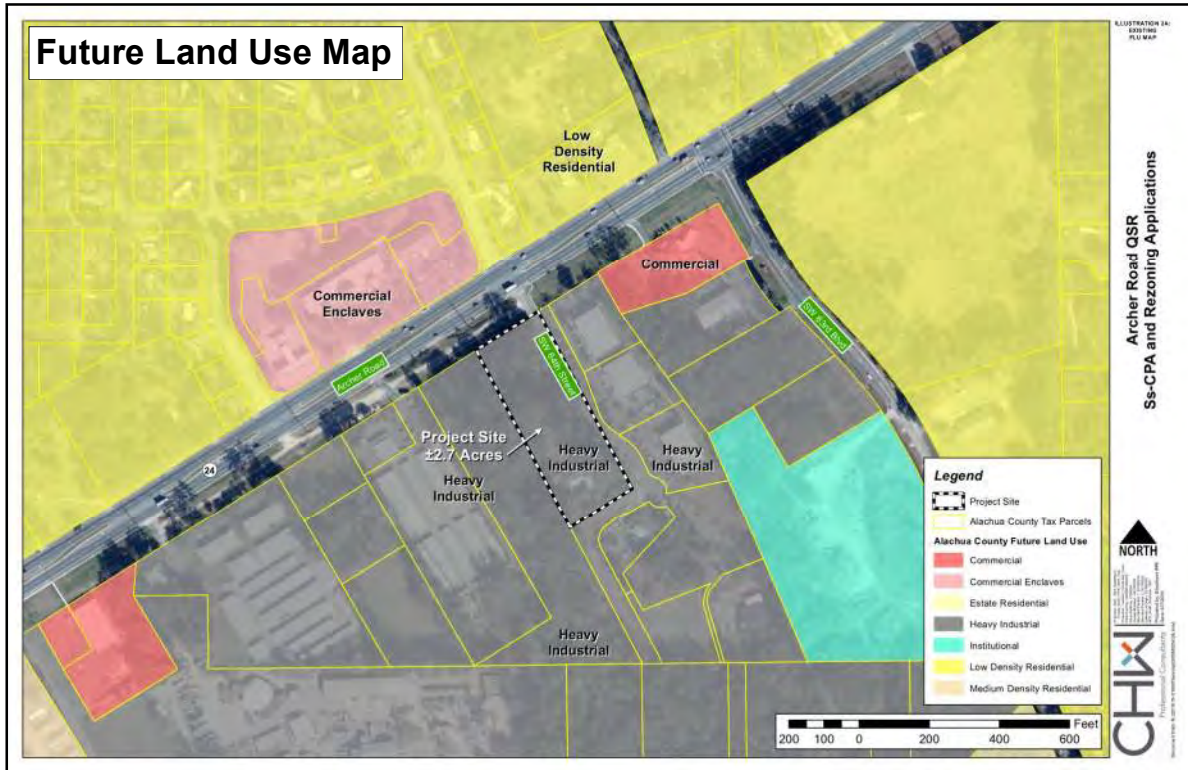 Future Land Use Map
ILLUSTRATION 2A:
EXISTING
FLU MAP
Archer Road QSR
Ss-CPA and Rezoning Applications
Low
Density
Residential
Commercial
Commercial
Enclaves
Archer Road
SW 84th Street
SW 63rd Blvd
24
Project Site
±2.7 Acres
Heavy
Industrial
Heavy
Industrial
Heavy
Industrial
Heavy
Industrial
Legend
Project Site
Alachua County Tax Parcels
Alachua County Future Land Use
Commercial
Commercial Enclaves
Estate Residential
Heavy Industrial
Institutional
Low Density Residential
Medium Density Residential
200 100 0 200 400 600 Feet
NORTH
CHW
Professional Consultants